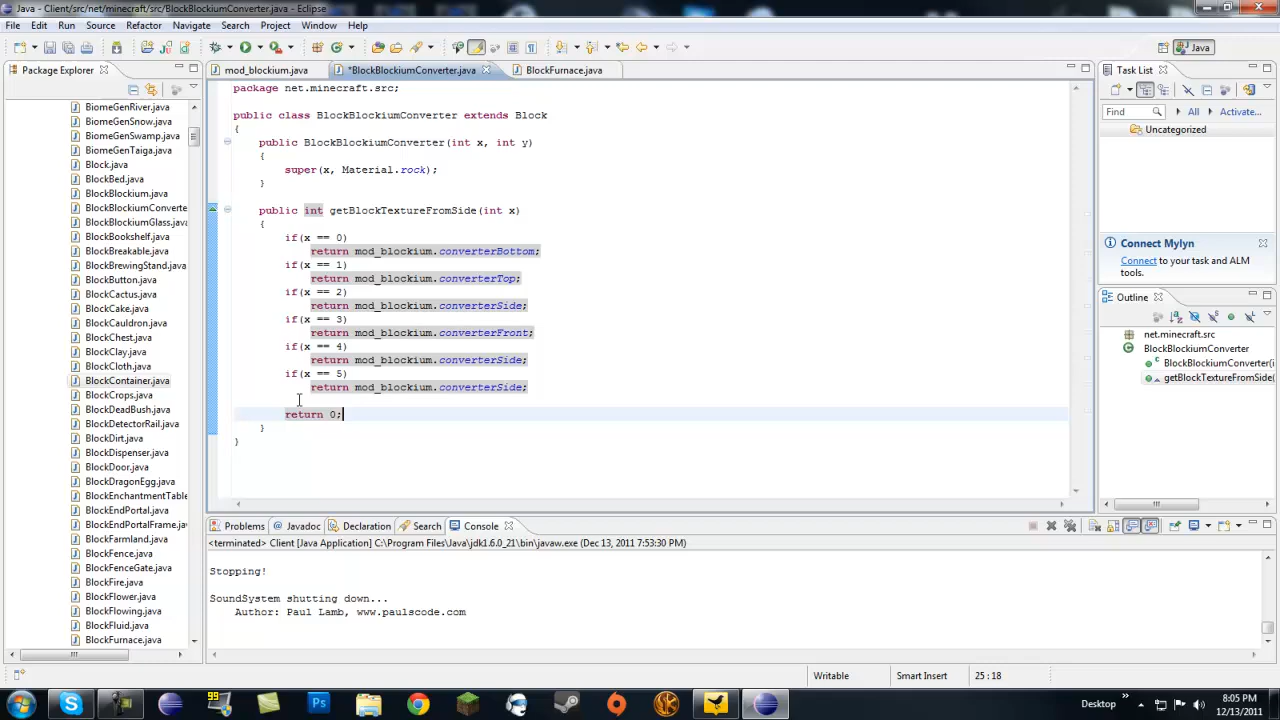 Java - Client/src/net/minecraft/src/BlockBlockiumConverter.java - Eclipse
File Edit Run Source Refactor Navigate Search Project Window Help
Java
Package Explorer
BiomeGenRiver.java
BiomeGenSnow.java
BiomeGenSwamp.java
BiomeGenTaiga.java
Block.java
BlockBed.java
BlockBlockium.java
BlockBlockiumConverte
BlockBlockiumGlass.java
BlockBookshelf.java
BlockBreakable.java
BlockBrewingStand.java
BlockButton.java
BlockCactus.java
BlockCake.java
BlockCauldron.java
BlockChest.java
BlockClay.java
BlockCloth.java
BlockContainer.java
BlockCrops.java
BlockDeadBush.java
BlockDetectorRail.java
BlockDirt.java
BlockDispenser.java
BlockDoor.java
BlockDragonEgg.java
BlockEnchantmentTable
BlockEndPortal.java
BlockEndPortalFrame.java
BlockFarmland.java
BlockFence.java
BlockFenceGate.java
BlockFire.java
BlockFlower.java
BlockFlowing.java
BlockFluid.java
BlockFurnace.java
mod_blockium.java *BlockBlockiumConverter.java BlockFurnace.java
package net.minecraft.src;
public class BlockBlockiumConverter extends Block
{
public BlockBlockiumConverter(int x, int y)
{
super(x, Material.rock);
}
public int getBlockTextureFromSide(int x)
{
if(x == 0)
return mod_blockium.converterBottom;
if(x == 1)
return mod_blockium.converterTop;
if(x == 2)
return mod_blockium.converterSide;
if(x == 3)
return mod_blockium.converterFront;
if(x == 4)
return mod_blockium.converterSide;
if(x == 5)
return mod_blockium.converterSide;
return 0;
}
}
Task List
Find All Activate...
Uncategorized
Connect Mylyn
Connect to your task and ALM
tools.
Outline
net.minecraft.src
BlockBlockiumConverter
BlockBlockiumConverter(i
getBlockTextureFromSide(
Problems Javadoc Declaration Search Console
<terminated> Client [Java Application] C:\Program Files\Java\jdk1.6.0_21\bin\javaw.exe (Dec 13, 2011 7:53:30 PM)
Stopping!
SoundSystem shutting down...
Author: Paul Lamb, www.paulscode.com
Writable Smart Insert 25 : 18
99
Ps
Desktop
8:05 PM
12/13/2011